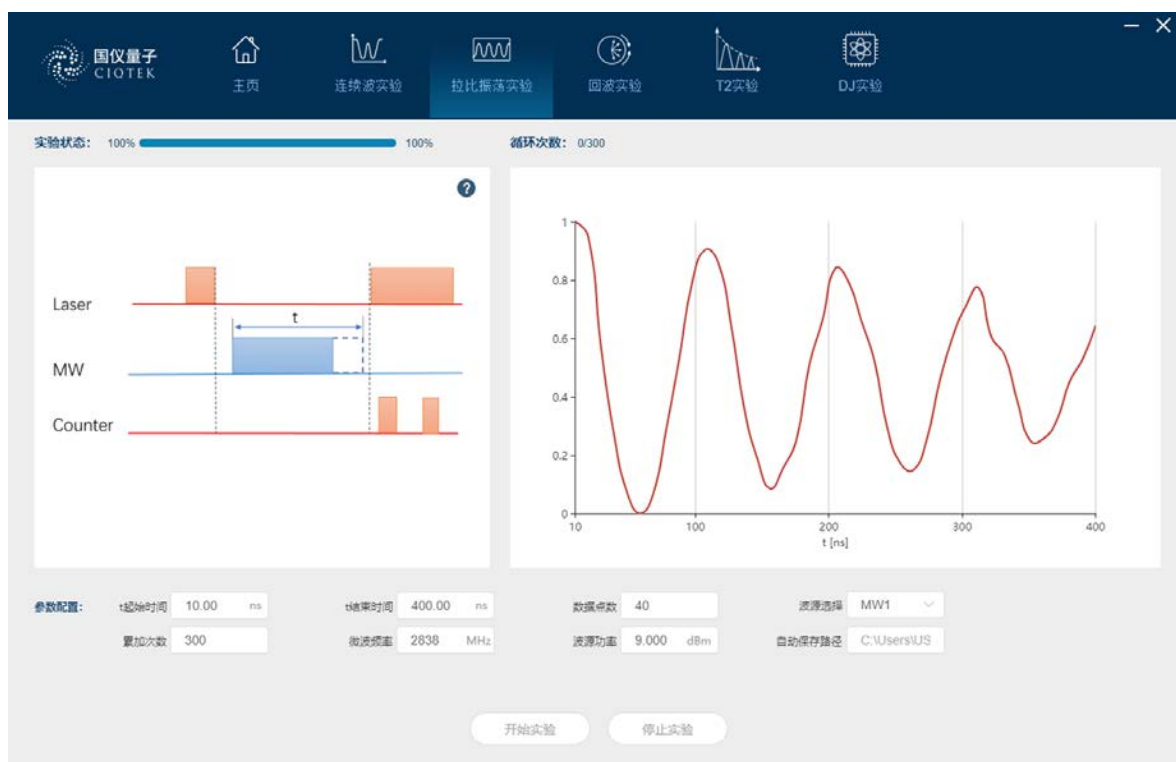 国仪量子
CIQTEK
主页
连续波实验
拉比振荡实验
回波实验
T2实验
DJ实验
实验状态： 100% 100%
循环次数： 0/300
?
Laser
t
MW
Counter
1
0.8
0.6
0.4
0.2
0
10 100 200 300 400
t [ns]
参数配置：
t起始时间 10.00 ns
t结束时间 400.00 ns
数据点数 40
波源选择 MW1
累加次数 300
微波频率 2838 MHz
波源功率 9.000 dBm
自动保存路径 C:\Users\US
开始实验
停止实验